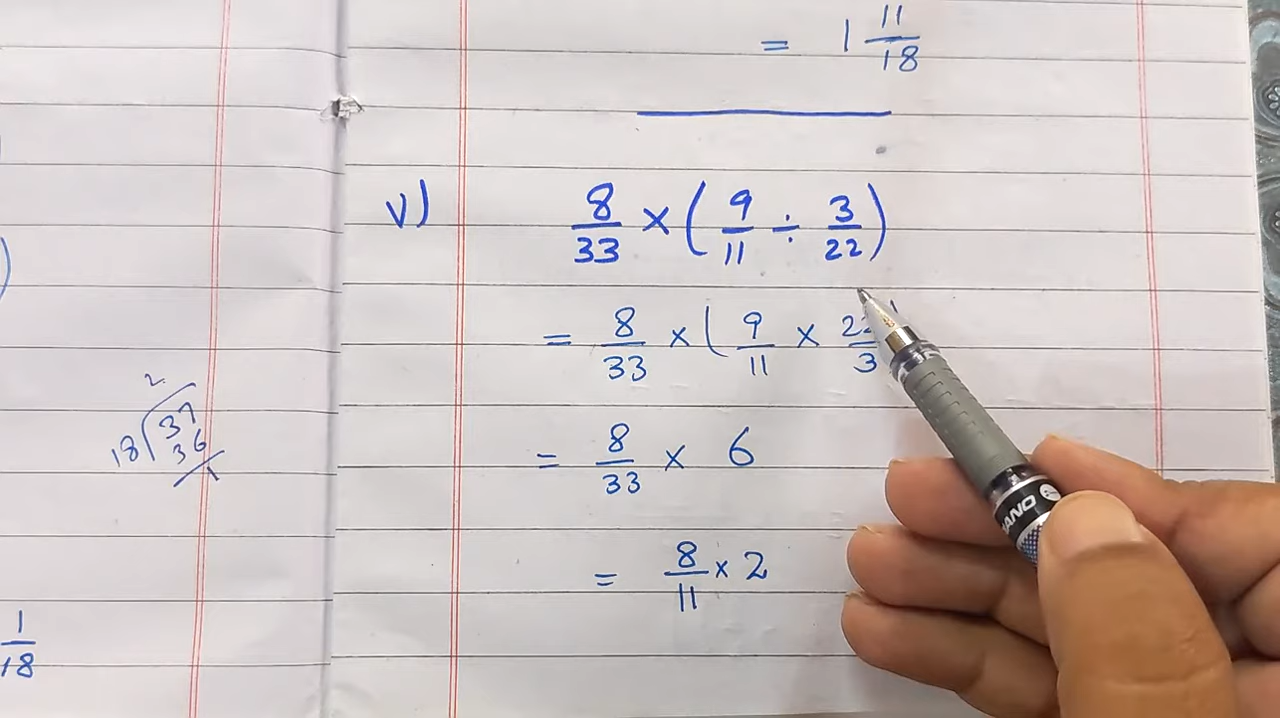 = 1 11/18
v) 8/33 × (9/11 ÷ 3/22)
= 8/33 × (9/11 × 22/3)
= 8/33 × 6
= 8/11 × 2
2
18)37
36
1
1/18